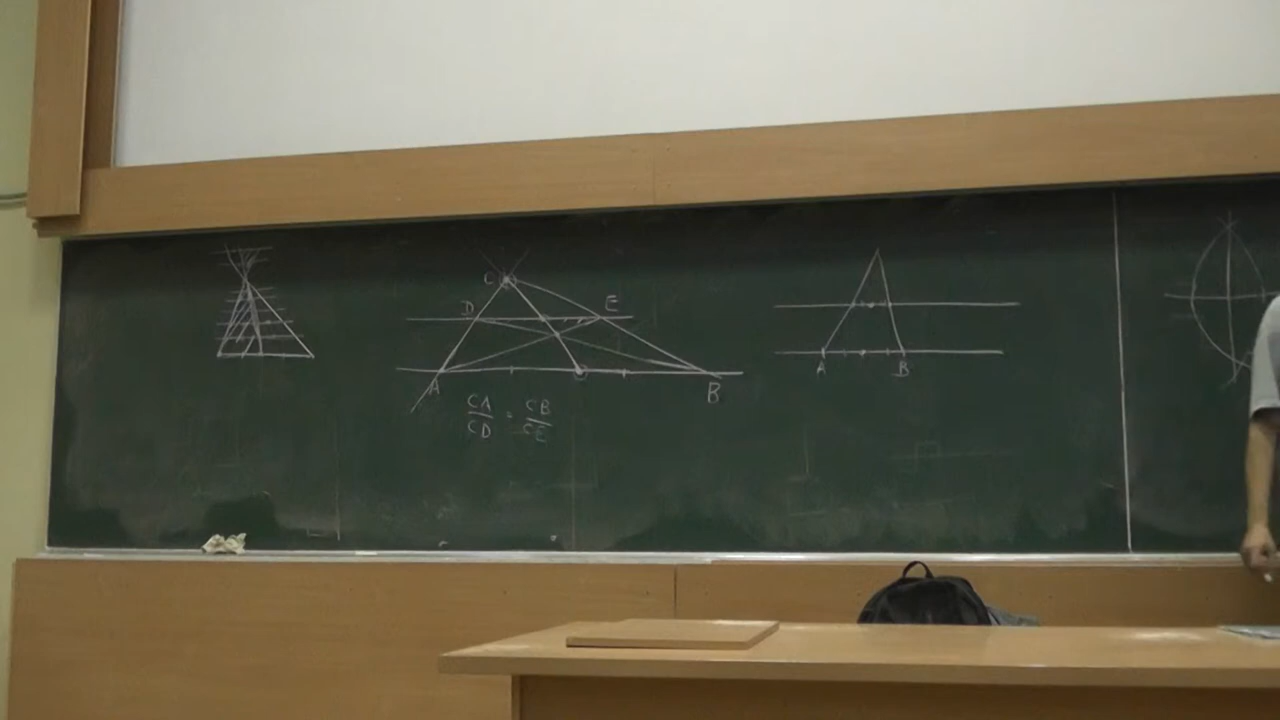 C
D E
A B
CA/CD = CB/CE
A B